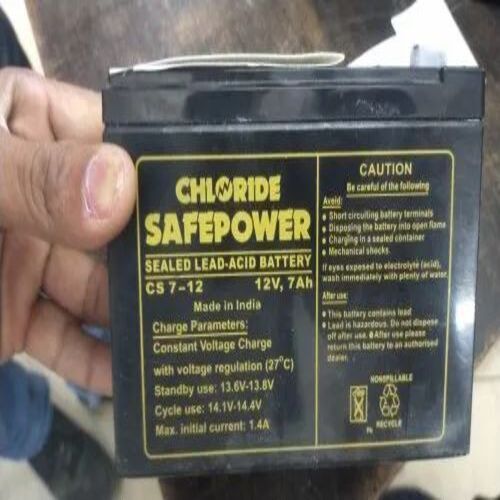 CHLORIDE
SAFEPOWER
SEALED LEAD-ACID BATTERY
CS 7-12 12V, 7Ah
Made in India
Charge Parameters:
Constant Voltage Charge
with voltage regulation (27°C)
Standby use: 13.6V-13.8V
Cycle use: 14.1V-14.4V
Max. initial current: 1.4A
CAUTION
Be careful of the following
Avoid:
• Short circuiting battery terminals
• Disposing the battery into open flame
• Charging in a sealed container
• Mechanical shocks.
If eyes exposed to electrolyte (acid),
wash immediately with plenty of water.
After use:
• This battery contains lead
• Lead is hazardous. Do not dispose
off after use. • After use please
return this battery to an authorised
dealer.
NONSPILLABLE
Pb
RECYCLE